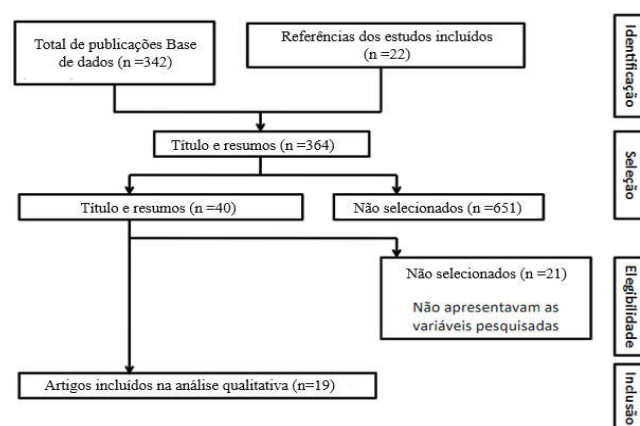 Total de publicações Base
de dados (n =342)
Referências dos estudos incluídos
(n =22)
Identificação
Título e resumos (n =364)
Seleção
Título e resumos (n =40)
Não selecionados (n =651)
Não selecionados (n =21)
Não apresentavam as
variáveis pesquisadas
Elegibilidade
Artigos incluídos na análise qualitativa (n=19)
Inclusão